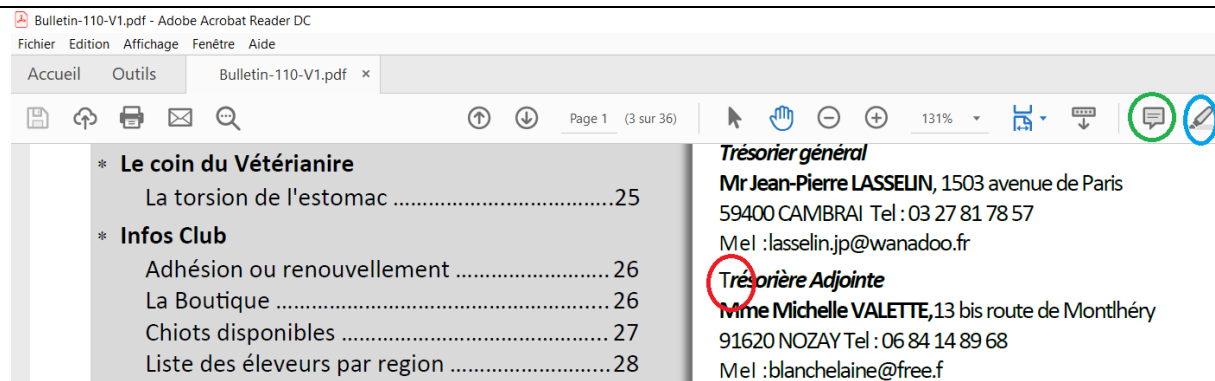 Bulletin-110-V1.pdf - Adobe Acrobat Reader DC
Fichier Edition Affichage Fenêtre Aide
Accueil Outils Bulletin-110-V1.pdf ×
Page 1 (3 sur 36) 131%
* Le coin du Vétérianire
La torsion de l'estomac ......................................25
* Infos Club
Adhésion ou renouvellement ........................... 26
La Boutique ........................................................ 26
Chiots disponibles ............................................. 27
Liste des éleveurs par region ...........................28
Trésorier général
Mr Jean-Pierre LASSELIN, 1503 avenue de Paris
59400 CAMBRAI Tel : 03 27 81 78 57
Mel :lasselin.jp@wanadoo.fr
Trésorière Adjointe
Mme Michelle VALETTE,13 bis route de Montlhéry
91620 NOZAY Tel : 06 84 14 89 68
Mel :blanchelaine@free.f